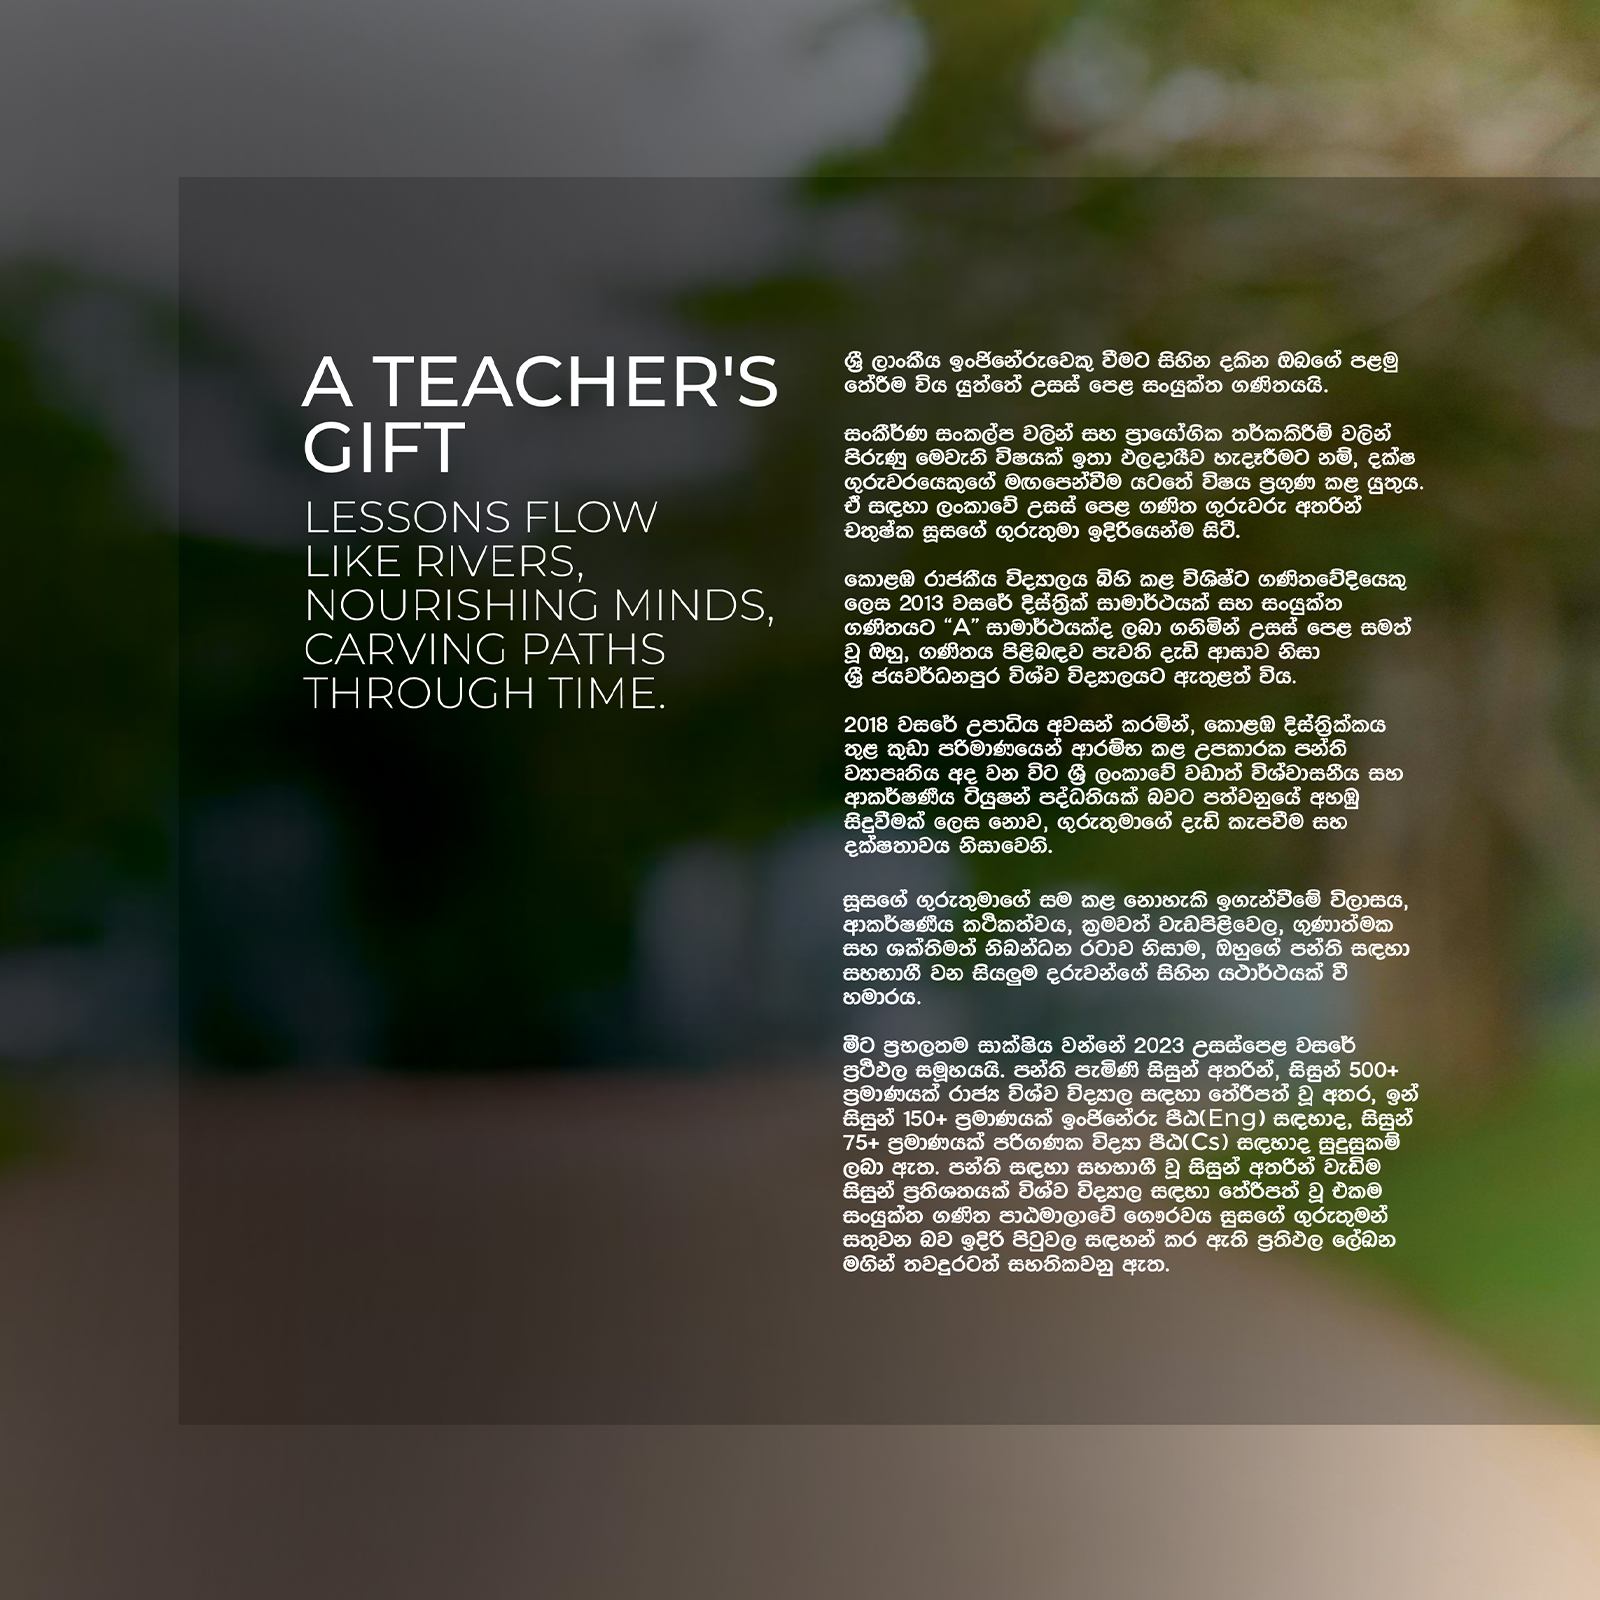 A TEACHER'S
GIFT
LESSONS FLOW
LIKE RIVERS,
NOURISHING MINDS,
CARVING PATHS
THROUGH TIME.
ශ්‍රී ලාංකීය ඉංජිනේරුවෙකු වීමට සිහින දකින ඔබගේ පළමු
තේරීම විය යුත්තේ උසස් පෙළ සංයුක්ත ගණිතයයි.
සංකීර්ණ සංකල්ප වලින් සහ ප්‍රායෝගික තර්කකිරීම් වලින්
පිරුණු මෙවැනි විෂයක් ඉතා ඵලදායීව හැදෑරීමට නම්, දක්ෂ
ගුරුවරයෙකුගේ මඟපෙන්වීම යටතේ විෂය ප්‍රගුණ කළ යුතුය.
ඒ සඳහා ලංකාවේ උසස් පෙළ ගණිත ගුරුවරු අතරින්
චතුෂ්ක සූසගේ ගුරුතුමා ඉදිරියෙන්ම සිටී.
කොළඹ රාජකීය විද්‍යාලය බිහි කළ විශිෂ්ට ගණිතවේදියෙකු
ලෙස 2013 වසරේ දිස්ත්‍රික් සාමාර්ථයක් සහ සංයුක්ත
ගණිතයට “A” සාමාර්ථයක්ද ලබා ගනිමින් උසස් පෙළ සමත්
වූ ඔහු, ගණිතය පිළිබඳව පැවති දැඩි ආසාව නිසා
ශ්‍රී ජයවර්ධනපුර විශ්ව විද්‍යාලයට ඇතුළත් විය.
2018 වසරේ උපාධිය අවසන් කරමින්, කොළඹ දිස්ත්‍රික්කය
තුළ කුඩා පරිමාණයෙන් ආරම්භ කළ උපකාරක පන්ති
ව්‍යාපෘතිය අද වන විට ශ්‍රී ලංකාවේ වඩාත් විශ්වාසනීය සහ
ආකර්ෂණීය ටියුෂන් පද්ධතියක් බවට පත්වනුයේ අහඹු
සිදුවීමක් ලෙස නොව, ගුරුතුමාගේ දැඩි කැපවීම සහ
දක්ෂතාවය නිසාවෙනි.
සූසගේ ගුරුතුමාගේ සම කළ නොහැකි ඉගැන්වීමේ විලාසය,
ආකර්ෂණීය කථිකත්වය, ක්‍රමවත් වැඩපිළිවෙල, ගුණාත්මක
සහ ශක්තිමත් නිබන්ධන රටාව නිසාම, ඔහුගේ පන්ති සඳහා
සහභාගී වන සියලුම දරුවන්ගේ සිහින යථාර්ථයක් වී
හමාරය.
මීට ප්‍රභලතම සාක්ෂිය වන්නේ 2023 උසස්පෙළ වසරේ
ප්‍රථිඵල සමූහයයි. පන්ති පැමිණි සිසුන් අතරින්, සිසුන් 500+
ප්‍රමාණයක් රාජ්‍ය විශ්ව විද්‍යාල සඳහා තේරීපත් වූ අතර, ඉන්
සිසුන් 150+ ප්‍රමාණයක් ඉංජිනේරු පීඨ(Eng) සඳහාද, සිසුන්
75+ ප්‍රමාණයක් පරිගණක විද්‍යා පීඨ(Cs) සඳහාද සුදුසුකම්
ලබා ඇත. පන්ති සඳහා සහභාගී වූ සිසුන් අතරින් වැඩිම
සිසුන් ප්‍රතිශතයක් විශ්ව විද්‍යාල සඳහා තේරීපත් වූ එකම
සංයුක්ත ගණිත පාඨමාලාවේ ගෞරවය සුසගේ ගුරුතුමන්
සතුවන බව ඉදිරි පිටුවල සඳහන් කර ඇති ප්‍රතිඵල ලේඛන
මගින් තවදුරටත් සහතිකවනු ඇත.